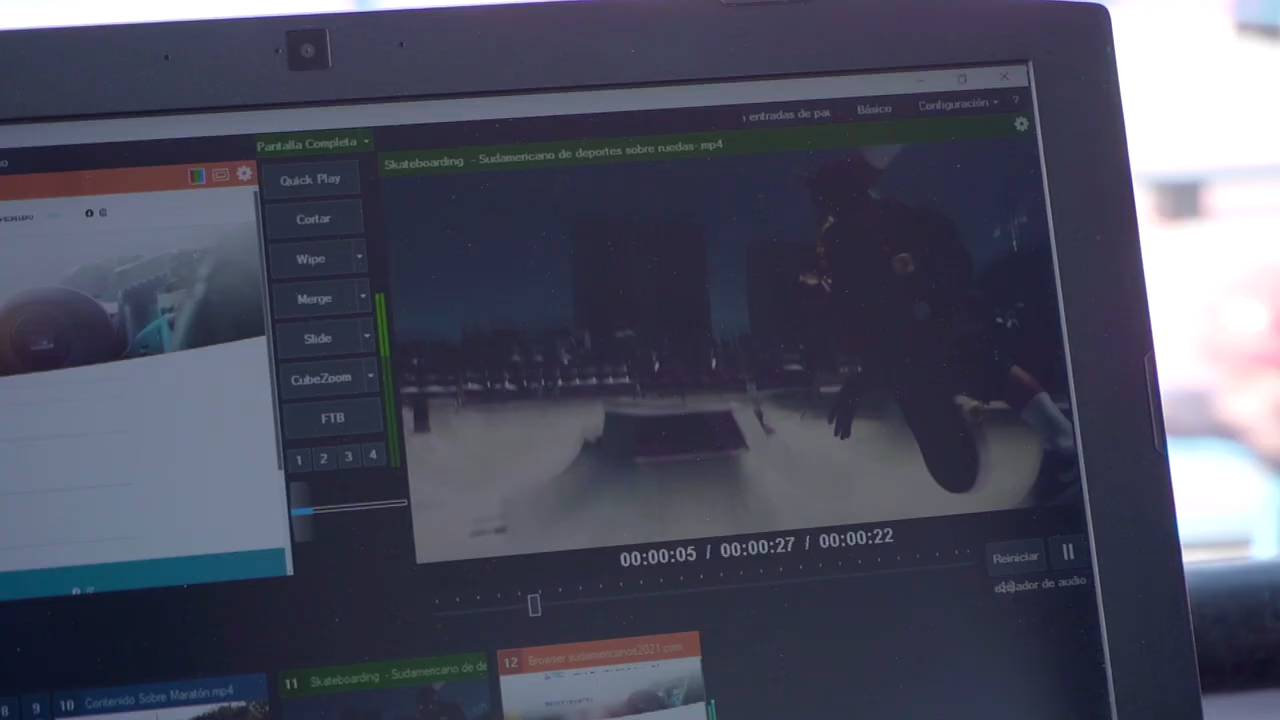 entradas de
Básico
Configuración
?
Pantalla Completa
Skateboarding - Sudamericano de deportes sobre ruedas-.mp4
Quick Play
Cortar
Wipe
Merge
Slide
CubeZoom
FTB
1 2 3 4
00:00:05 / 00:00:27 / 00:00:22
Reiniciar
de audio
8 9 10 Contenido Sobre Maratón.mp4
11 Skateboarding - Sudamericano de de
12 Browser sudamericanos2021.com